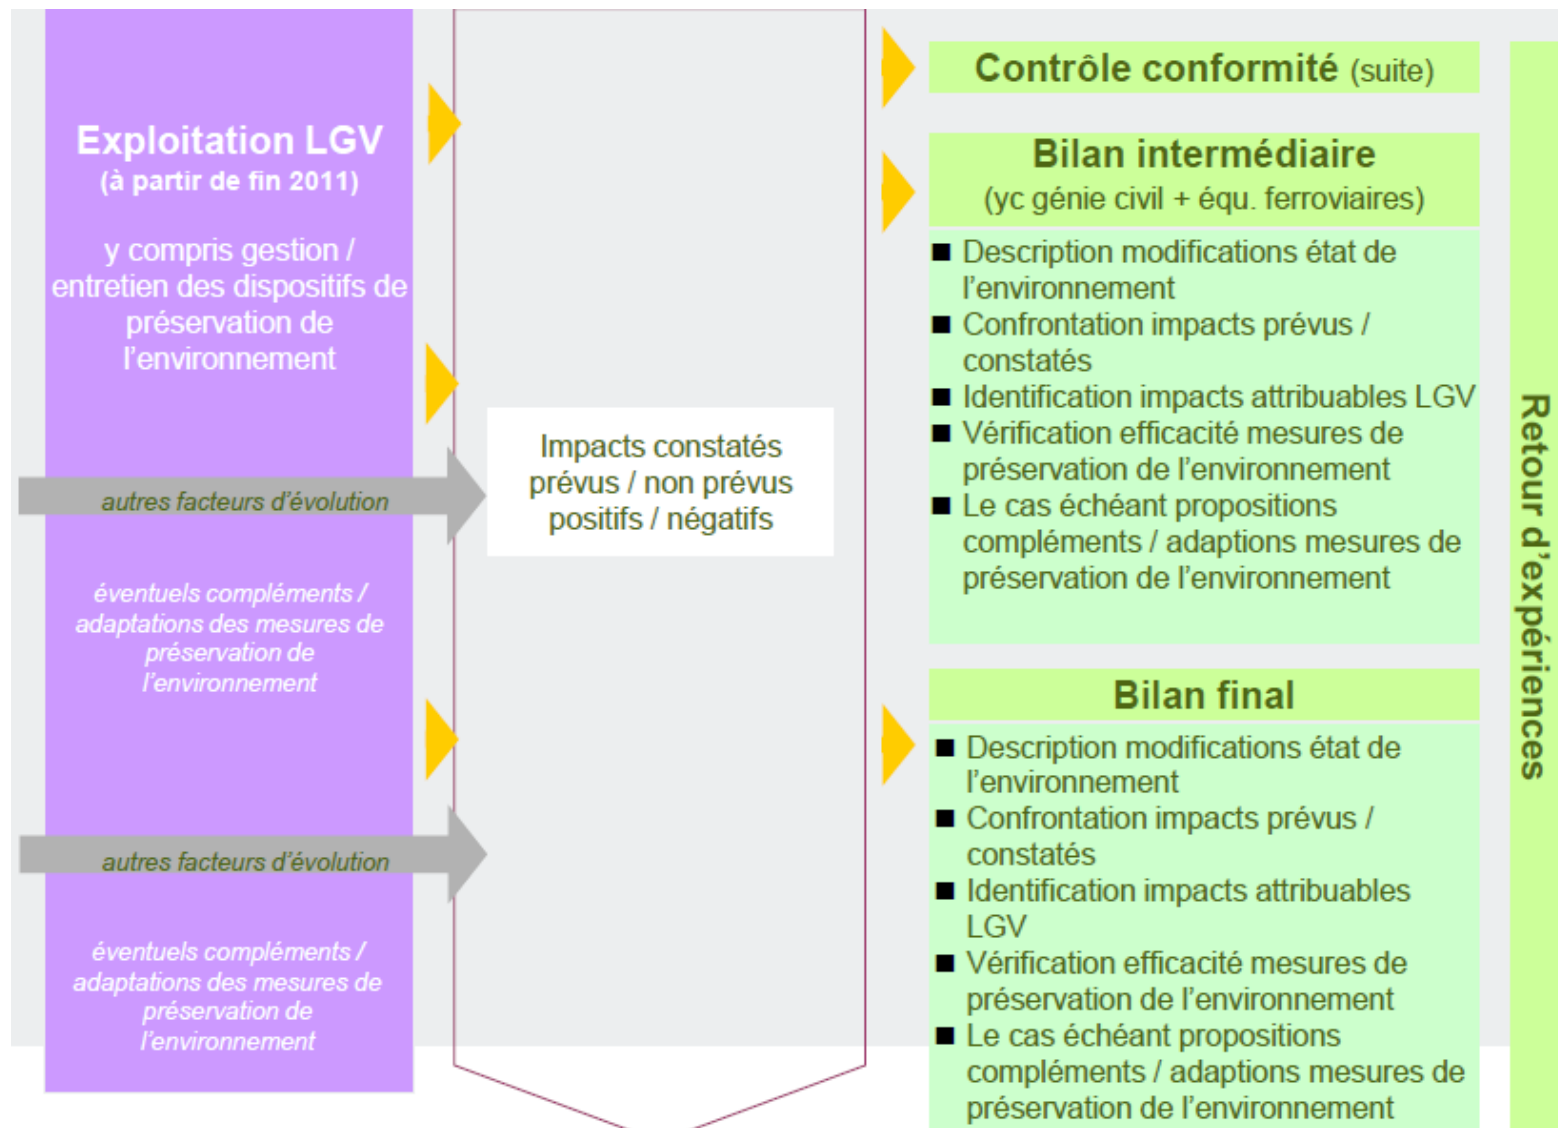 Exploitation LGV
(à partir de fin 2011)
y compris gestion /
entretien des dispositifs de
préservation de
l'environnement
autres facteurs d'évolution
éventuels compléments /
adaptations des mesures de
préservation de
l'environnement
autres facteurs d'évolution
éventuels compléments /
adaptations des mesures de
préservation de
l'environnement
Impacts constatés
prévus / non prévus
positifs / négatifs
Contrôle conformité (suite)
Bilan intermédiaire
(yc génie civil + équ. ferroviaires)
■ Description modifications état de
l'environnement
■ Confrontation impacts prévus /
constatés
■ Identification impacts attribuables LGV
■ Vérification efficacité mesures de
préservation de l'environnement
■ Le cas échéant propositions
compléments / adaptions mesures de
préservation de l'environnement
Bilan final
■ Description modifications état de
l'environnement
■ Confrontation impacts prévus /
constatés
■ Identification impacts attribuables
LGV
■ Vérification efficacité mesures de
préservation de l'environnement
■ Le cas échéant propositions
compléments / adaptions mesures de
préservation de l'environnement
Retour d'expériences